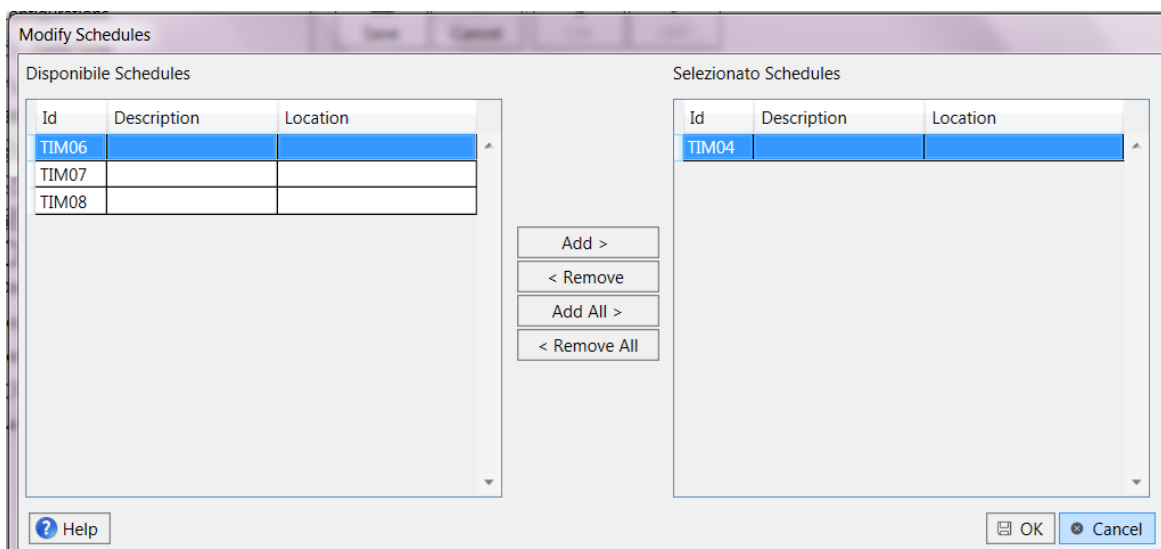 Modify Schedules
Disponibile Schedules
Id Description Location
TIM06
TIM07
TIM08
Add >
< Remove
Add All >
< Remove All
Selezionato Schedules
Id Description Location
TIM04
Help
OK
Cancel